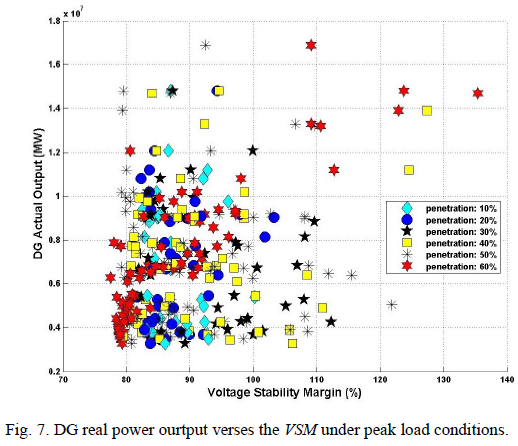 x 10⁷
1.8
1.6
1.4
1.2
1
0.8
0.6
0.4
0.2
DG Actual Output (MW)
70 80 90 100 110 120 130 140
Voltage Stability Margin (%)
penetration: 10%
penetration: 20%
penetration: 30%
penetration: 40%
penetration: 50%
penetration: 60%
Fig. 7. DG real power ourtput verses the VSM under peak load conditions.